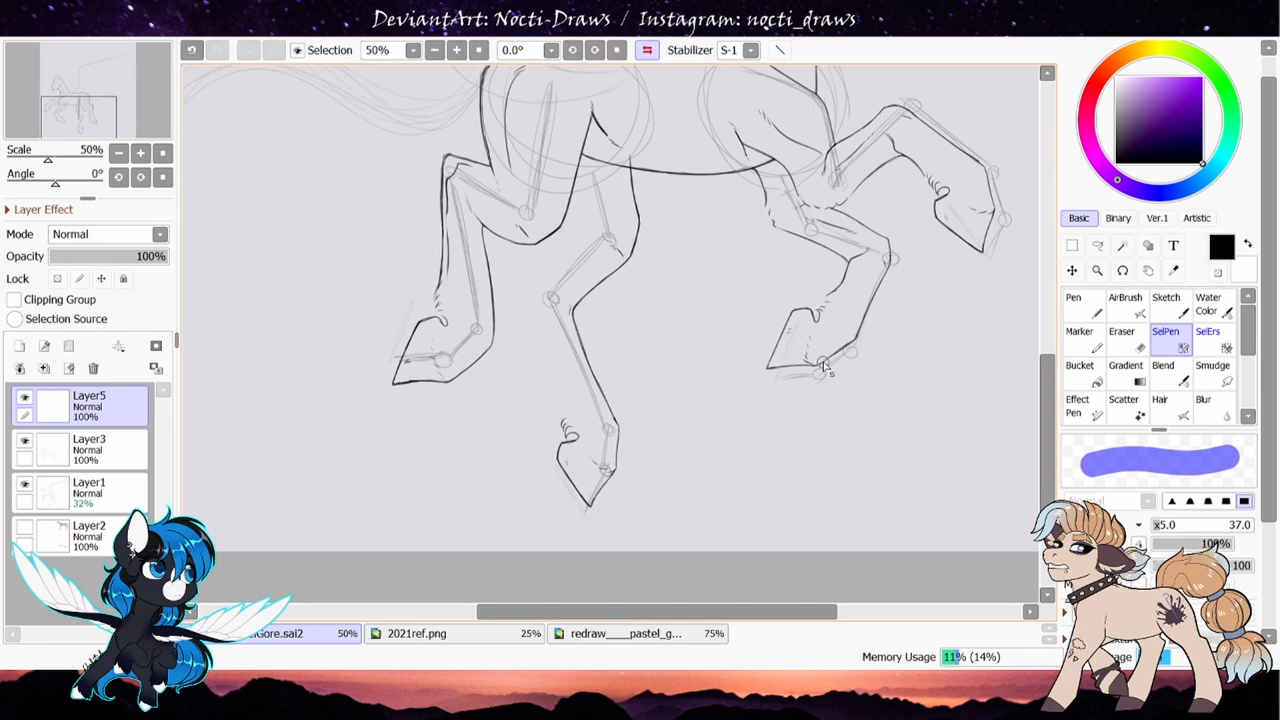 DeviantArt: Nocti-Draws / Instagram: nocti_draws
Selection 50% 0.0° Stabilizer S-1
Scale 50%
Angle 0°
Layer Effect
Mode Normal
Opacity 100%
Lock
Clipping Group
Selection Source
Layer5
Normal
100%
Layer3
Normal
100%
Layer1
Normal
32%
Layer2
Normal
100%
Basic Binary Ver.1 Artistic
T
Pen AirBrush Sketch Water Color
Marker Eraser SelPen SelErs
Bucket Gradient Blend Smudge
Effect Pen Scatter Hair Blur
Normal
x5.0 37.0
100%
100
Gore.sai2 50% 2021ref.png 25% redraw____pastel_g... 75%
Memory Usage 11% (14%)